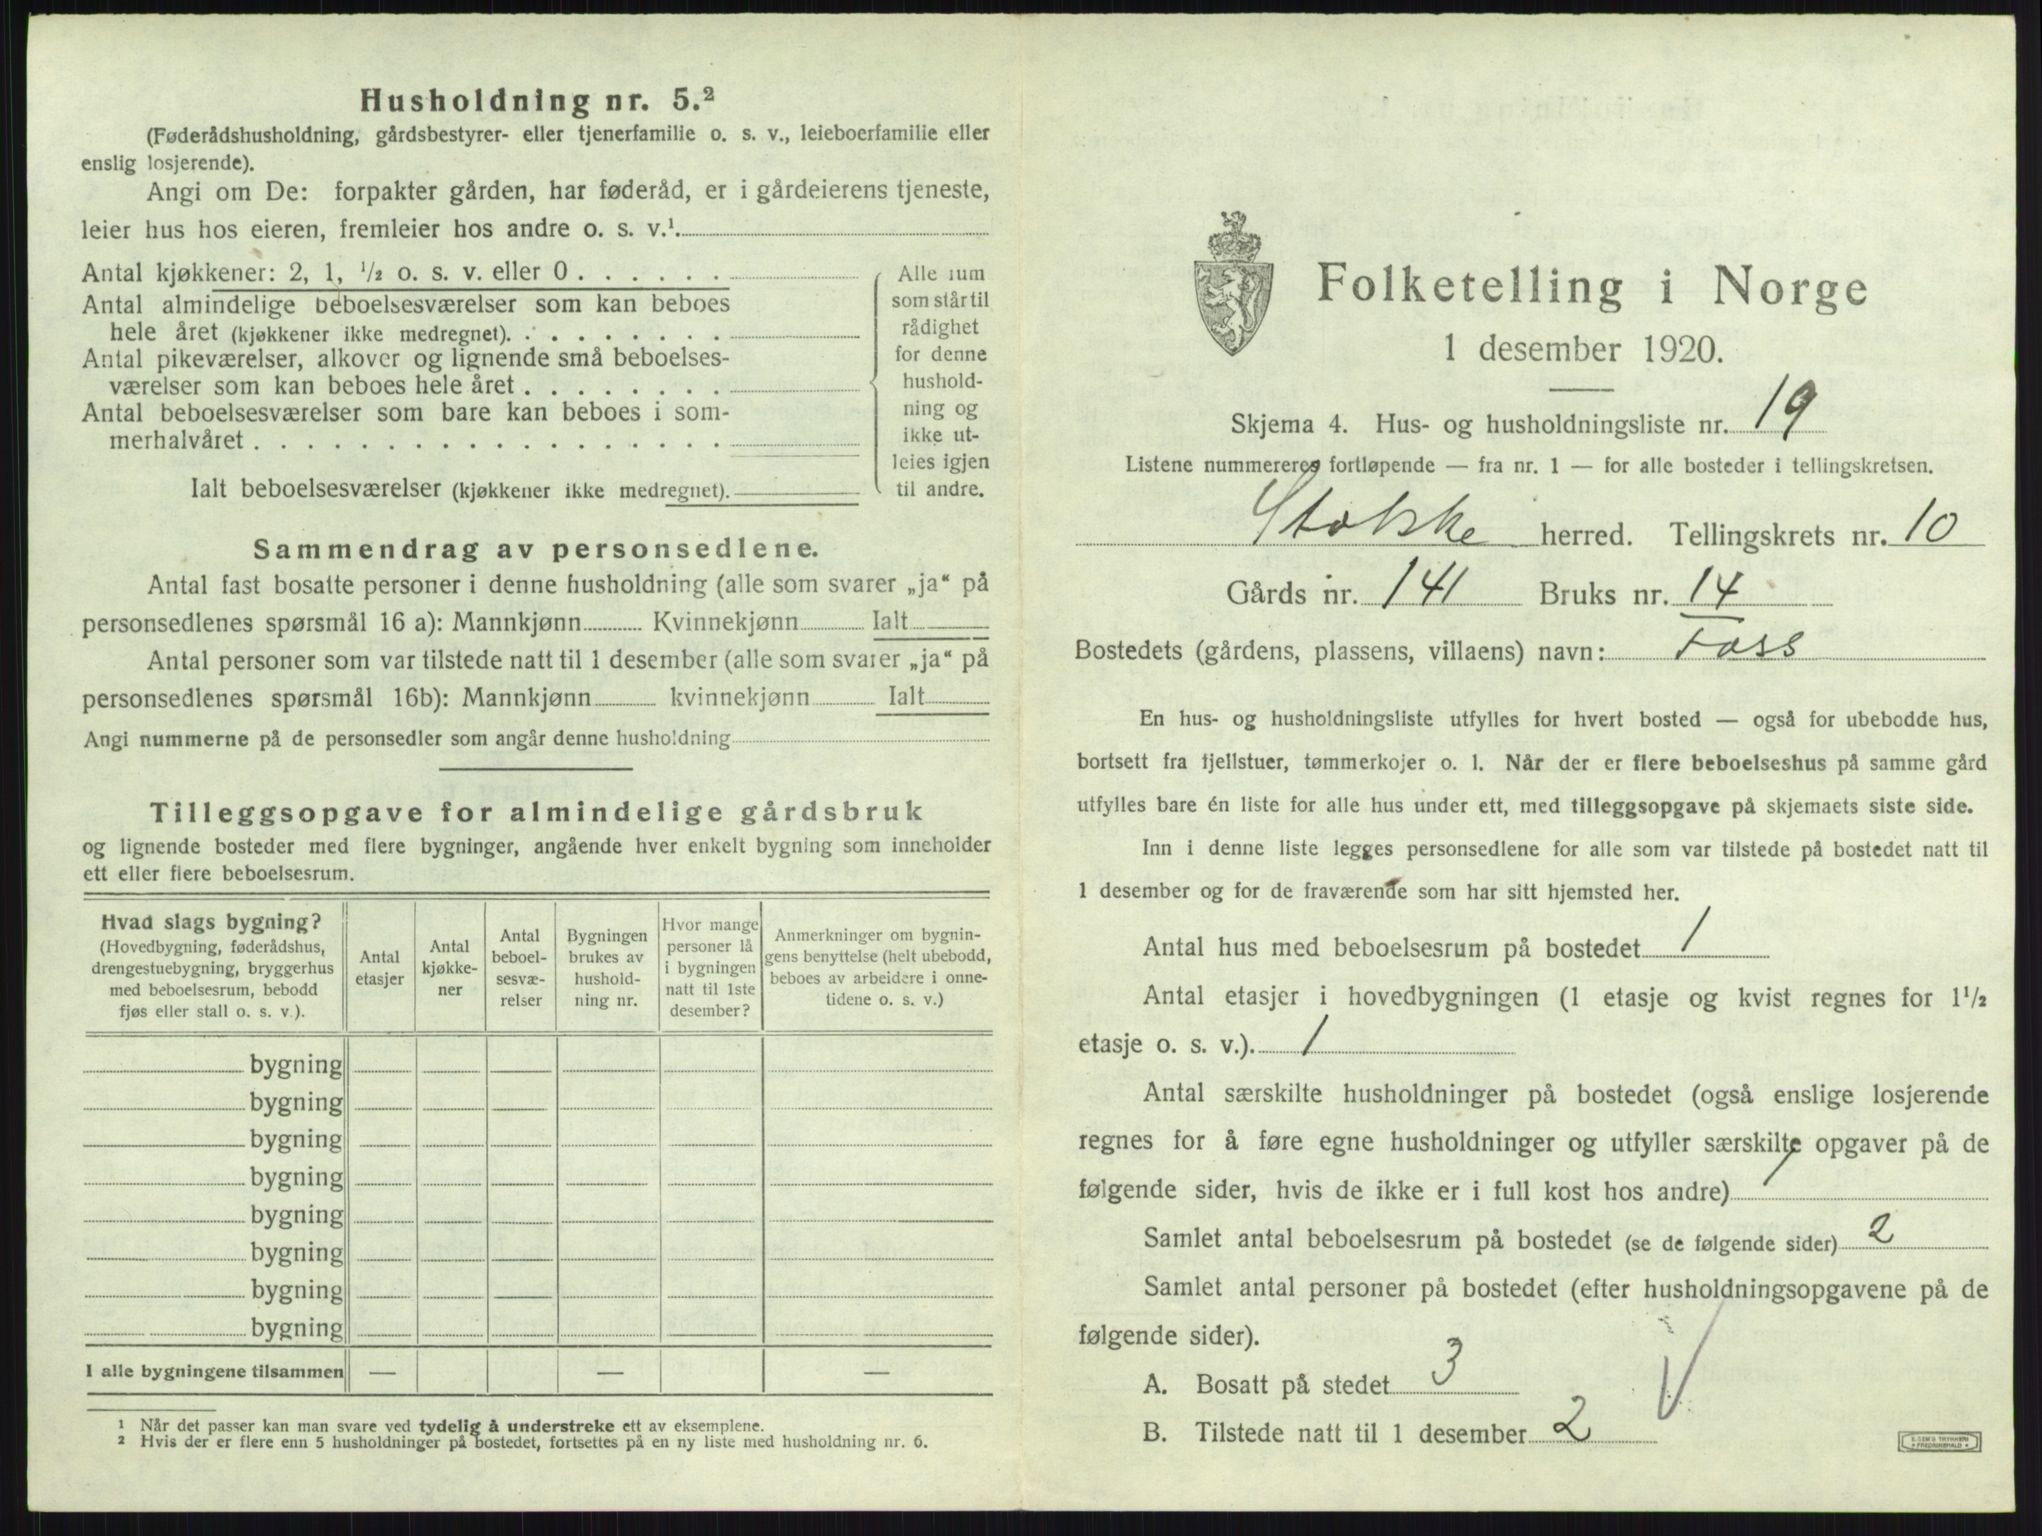 Husholdning nr. 5.²
(Føderådshusholdning, gårdsbestyrer- eller tjenerfamilie o. s. v., leieboerfamilie eller
enslig losjerende).
Angi om De: forpakter gården, har føderåd, er i gårdeierens tjeneste,
leier hus hos eieren, fremleier hos andre o. s. v.¹.
Antal kjøkkener: 2, 1, ¹/₂ o. s. v. eller 0 . . . . . .
Antal almindelige beboelsesværelser som kan beboes
hele året (kjøkkener ikke medregnet). . . . . . . . .
Antal pikeværelser, alkover og lignende små beboelses-
værelser som kan beboes hele året . . . . . . . .
Antal beboelsesværelser som bare kan beboes i som-
merhalvåret . . . . . . . . . . . . . . . . . .
Ialt beboelsesværelser (kjøkkener ikke medregnet).
Alle rum
som står til
rådighet
for denne
hushold-
ning og
ikke ut-
leies igjen
til andre.
Sammendrag av personsedlene.
Antal fast bosatte personer i denne husholdning (alle som svarer „ja“ på
personsedlenes spørsmål 16 a): Mannkjønn Kvinnekjønn Ialt
Antal personer som var tilstede natt til 1 desember (alle som svarer „ja“ på
personsedlenes spørsmål 16b): Mannkjønn kvinnekjønn Ialt
Angi nummerne på de personsedler som angår denne husholdning
Tilleggsopgave for almindelige gårdsbruk
og lignende bosteder med flere bygninger, angående hver enkelt bygning som inneholder
ett eller flere beboelsesrum.
Hvad slags bygning?
(Hovedbygning, føderådshus,
drengestuebygning, bryggerhus
med beboelsesrum, bebodd
fjøs eller stall o. s. v.).
Antal
etasjer
Antal
kjøkke-
ner
Antal
beboel-
sesvæ-
relser
Bygningen
brukes av
hushold-
ning nr.
Hvor mange
personer lå
i bygningen
natt til 1ste
desember?
Anmerkninger om bygnin-
gens benyttelse (helt ubebodd,
beboes av arbeidere i onne-
tidene o. s. v.)
bygning
bygning
bygning
bygning
bygning
bygning
bygning
bygning
I alle bygningene tilsammen — — —
¹ Når det passer kan man svare ved tydelig å understreke ett av eksemplene.
² Hvis der er flere enn 5 husholdninger på bostedet, fortsettes på en ny liste med husholdning nr. 6.
Folketelling i Norge
1 desember 1920.
Skjema 4. Hus- og husholdningsliste nr. 19
Listene nummereres fortløpende — fra nr. 1 — for alle bosteder i tellingskretsen.
Stokke herred. Tellingskrets nr. 10
Gårds nr. 141 Bruks nr. 14
Bostedets (gårdens, plassens, villaens) navn: Foss
En hus- og husholdningsliste utfylles for hvert bosted — også for ubebodde hus,
bortsett fra fjellstuer, tømmerkojer o. l. Når der er flere beboelseshus på samme gård
utfylles bare én liste for alle hus under ett, med tilleggsopgave på skjemaets siste side.
Inn i denne liste legges personsedlene for alle som var tilstede på bostedet natt til
1 desember og for de fraværende som har sitt hjemsted her.
Antal hus med beboelsesrum på bostedet 1
Antal etasjer i hovedbygningen (1 etasje og kvist regnes for 1¹/₂
etasje o. s. v.). 1
Antal særskilte husholdninger på bostedet (også enslige losjerende
regnes for å føre egne husholdninger og utfyller særskilte opgaver på de
følgende sider, hvis de ikke er i full kost hos andre) 1
Samlet antal beboelsesrum på bostedet (se de følgende sider) 2
Samlet antal personer på bostedet (efter husholdningsopgavene på de
følgende sider).
A. Bosatt på stedet 3
B. Tilstede natt til 1 desember 2
E. SEM'S TRYKKERI
FREDRIKSHALD